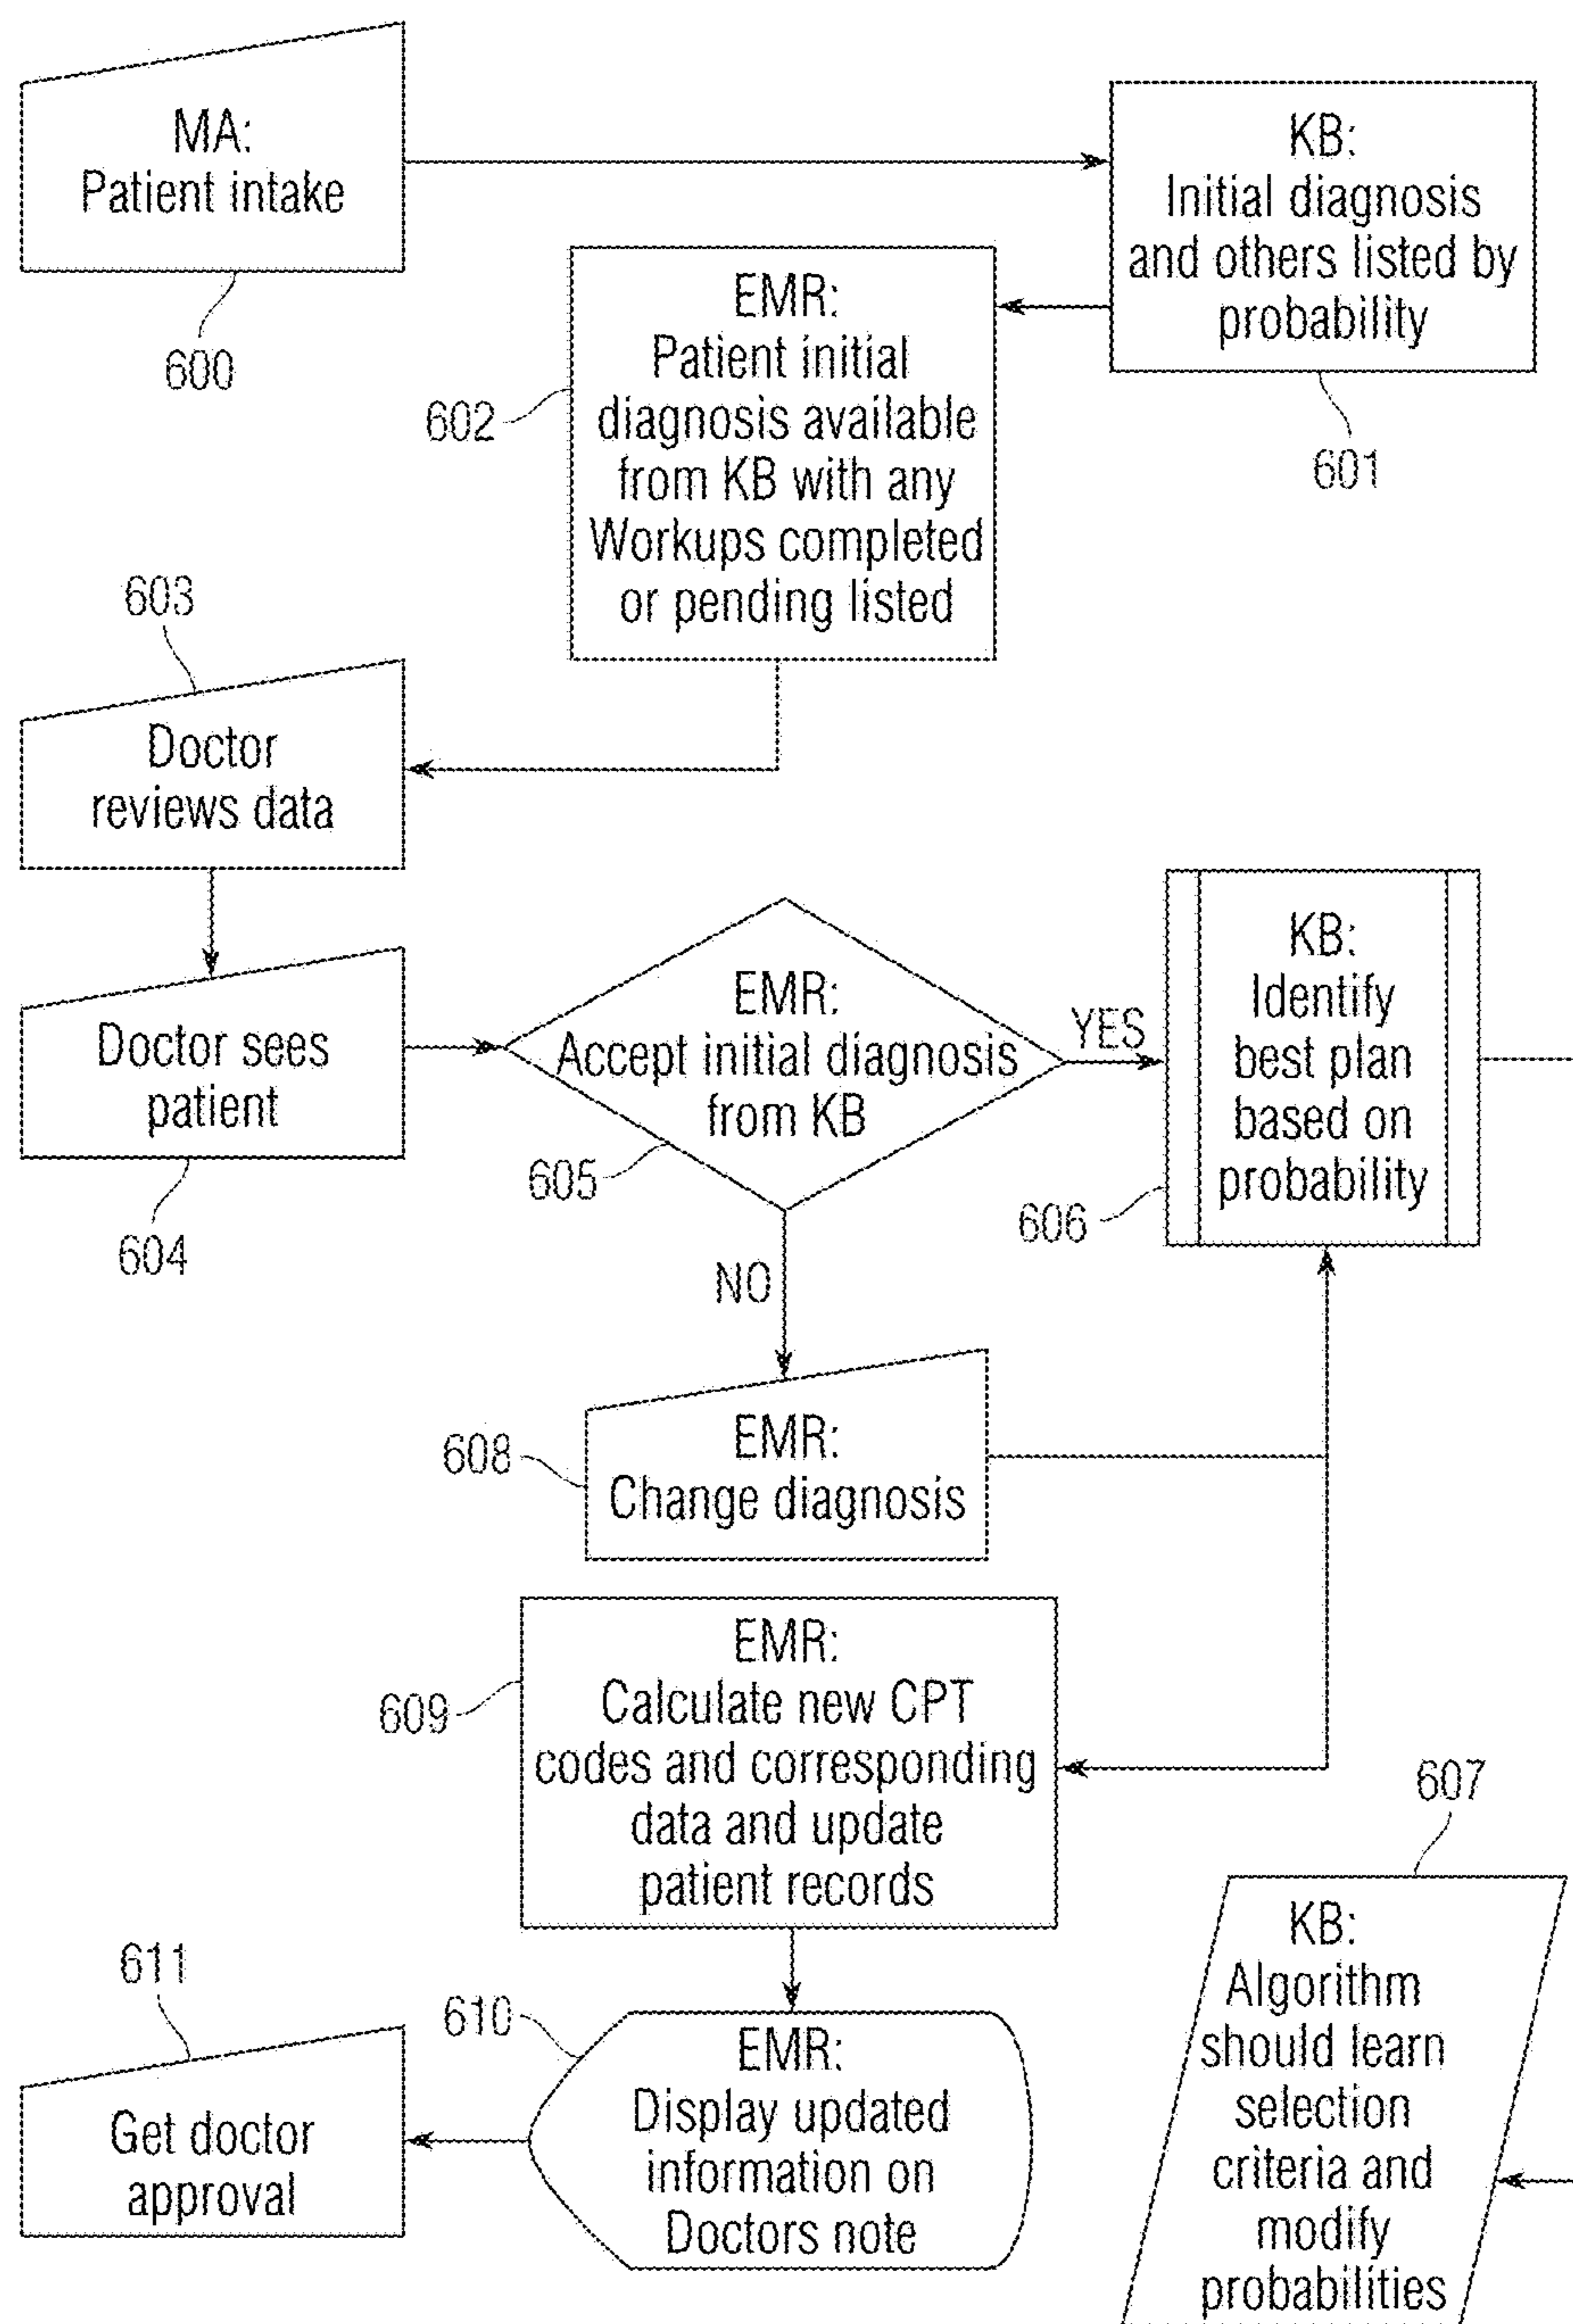 MA:
Patient intake
600
KB:
Initial diagnosis
and others listed by
probability
601
EMR:
Patient initial
diagnosis available
from KB with any
Workups completed
or pending listed
602
603
Doctor
reviews data
Doctor sees
patient
604
EMR:
Accept initial diagnosis
from KB
605
YES
NO
KB:
Identify
best plan
based on
probability
606
EMR:
Change diagnosis
608
EMR:
Calculate new CPT
codes and corresponding
data and update
patient records
609
607
KB:
Algorithm
should learn
selection
criteria and
modify
probabilities
610
EMR:
Display updated
information on
Doctors note
611
Get doctor
approval